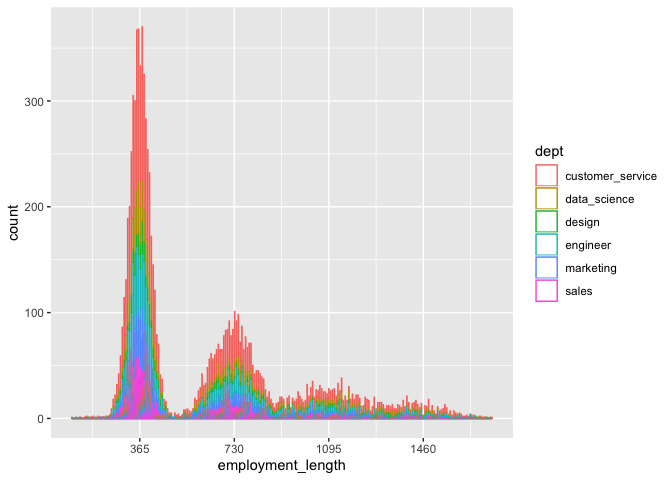 count
300
200
100
0
365 730 1095 1460
employment_length
dept
customer_service
data_science
design
engineer
marketing
sales